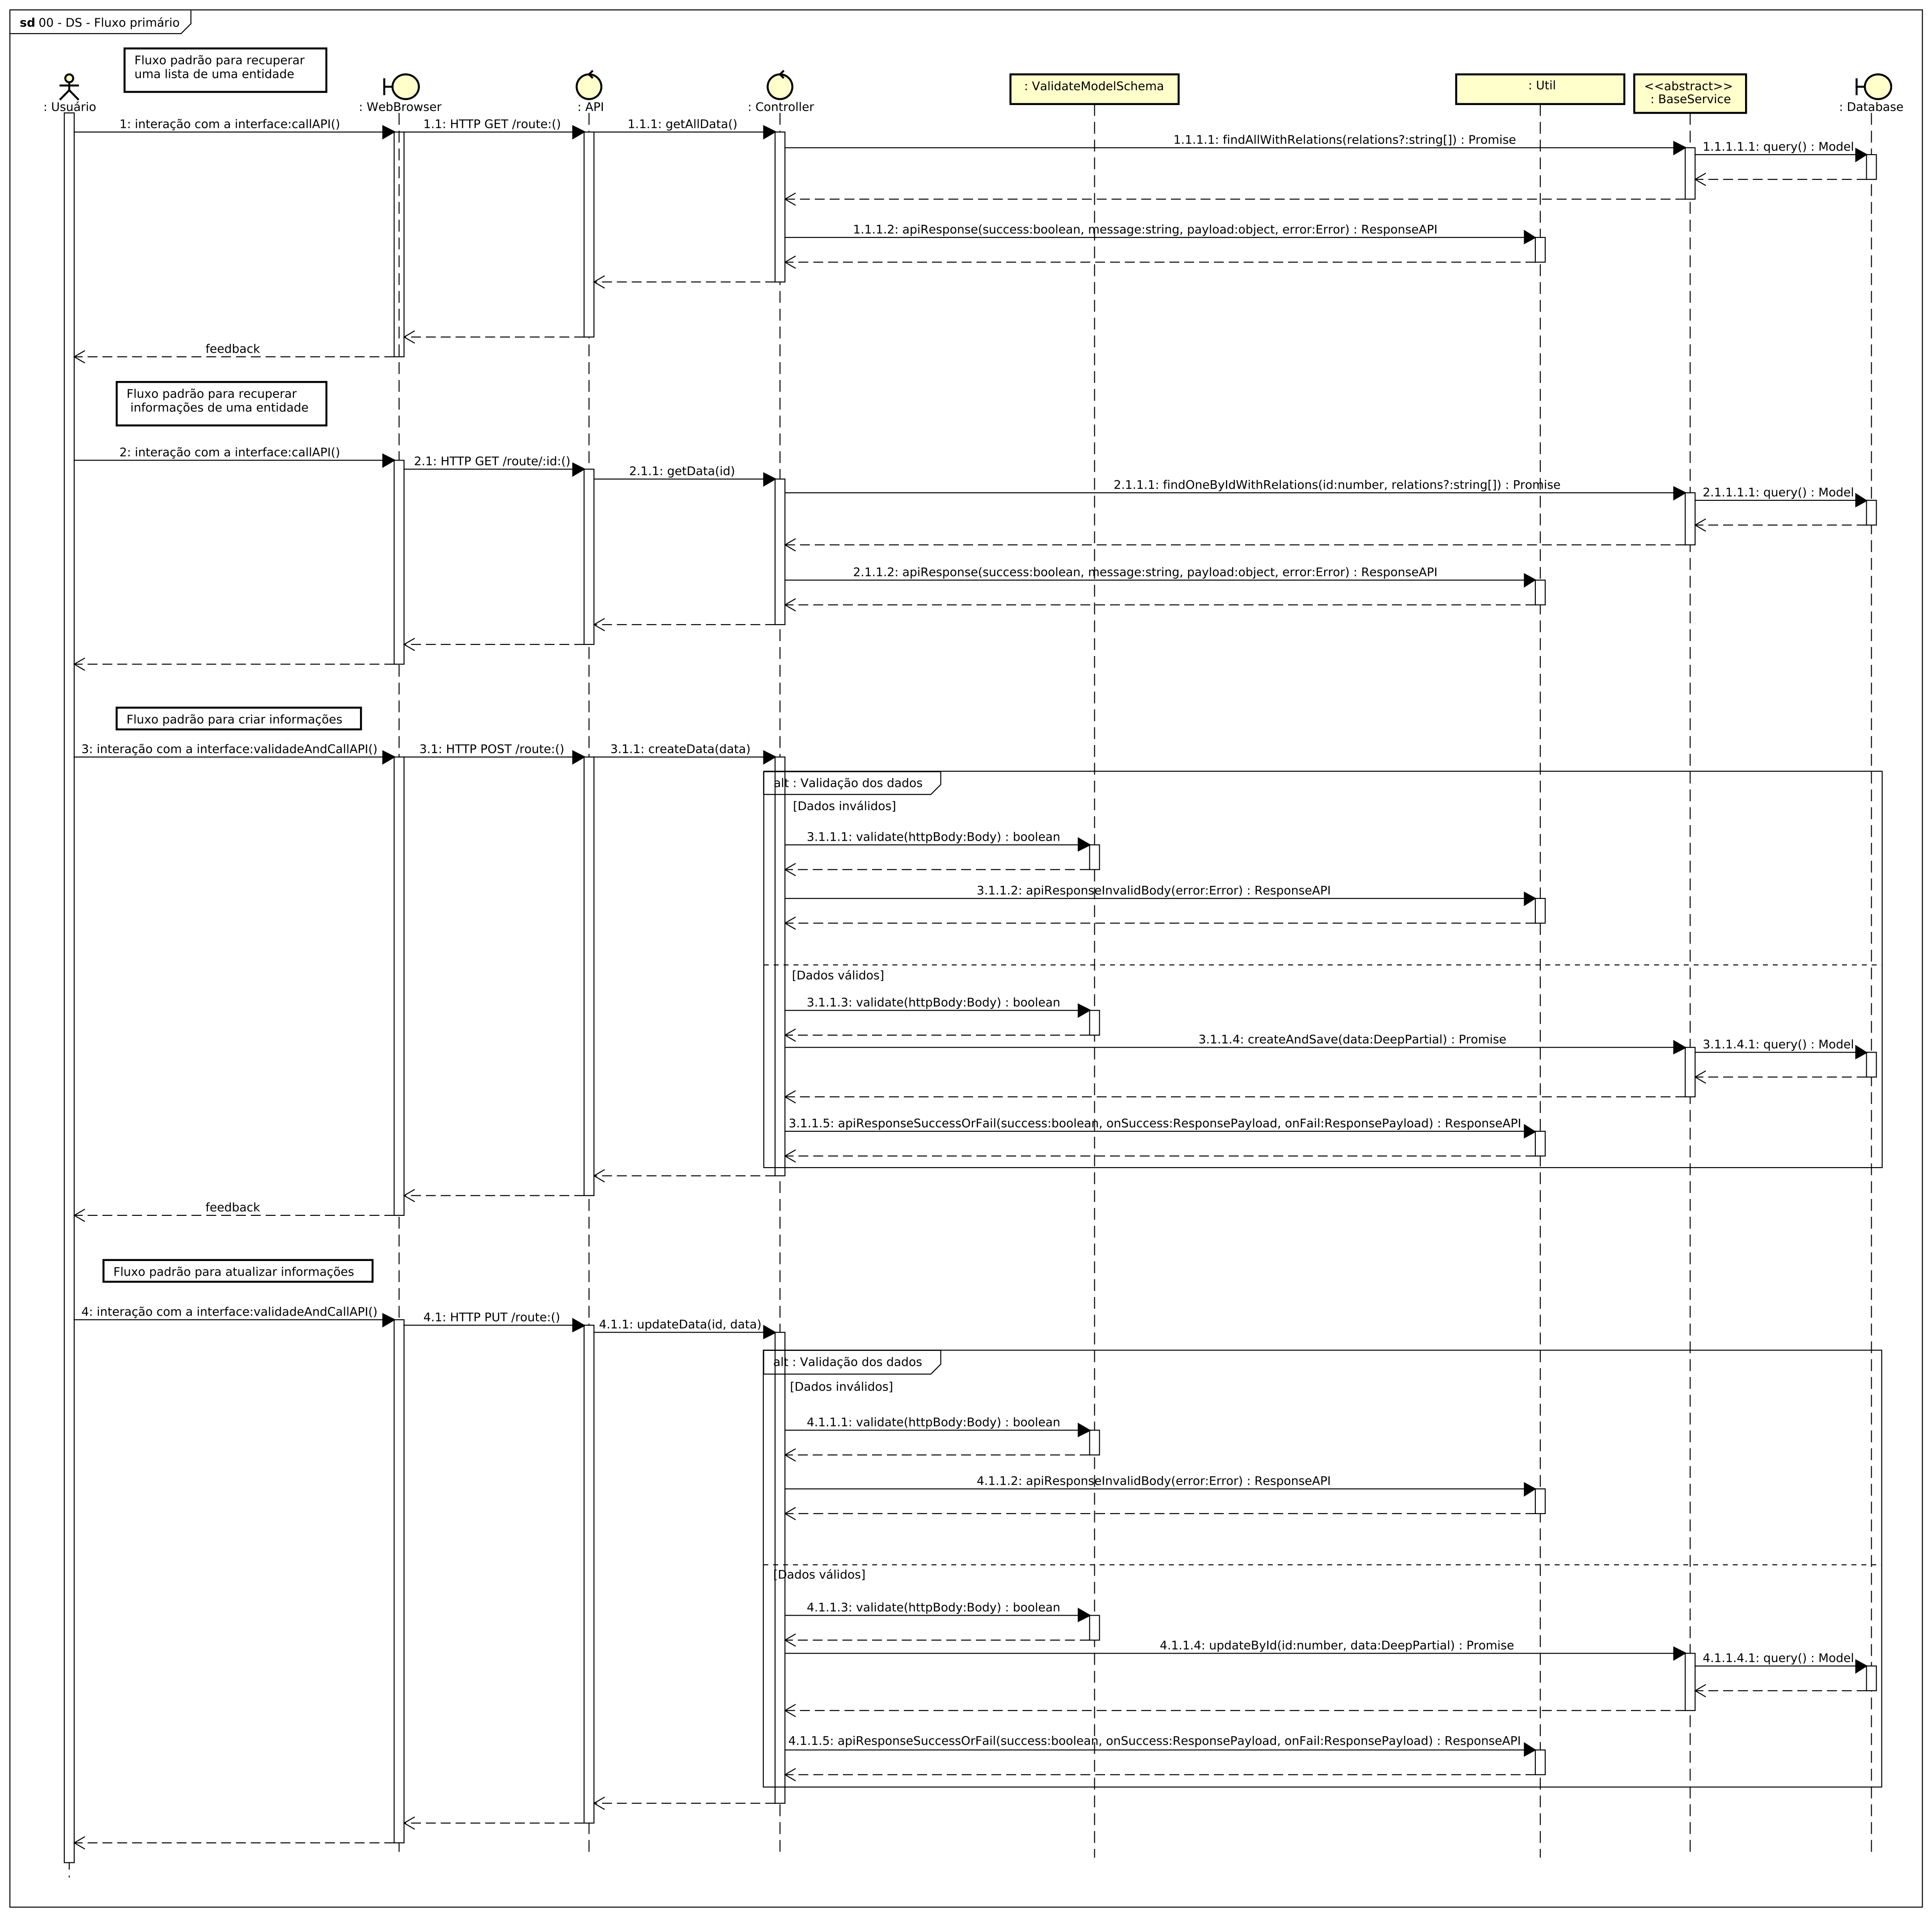 sd 00 - DS - Fluxo primário
Fluxo padrão para recuperar
uma lista de uma entidade
: Usuário
: WebBrowser
: API
: Controller
: ValidateModelSchema
: Util
<<abstract>>
: BaseService
: Database
1: interação com a interface:callAPI()
1.1: HTTP GET /route:()
1.1.1: getAllData()
1.1.1.1: findAllWithRelations(relations?:string[]) : Promise
1.1.1.1.1: query() : Model
1.1.1.2: apiResponse(success:boolean, message:string, payload:object, error:Error) : ResponseAPI
feedback
Fluxo padrão para recuperar
informações de uma entidade
2: interação com a interface:callAPI()
2.1: HTTP GET /route/:id:()
2.1.1: getData(id)
2.1.1.1: findOneByIdWithRelations(id:number, relations?:string[]) : Promise
2.1.1.1.1: query() : Model
2.1.1.2: apiResponse(success:boolean, message:string, payload:object, error:Error) : ResponseAPI
Fluxo padrão para criar informações
3: interação com a interface:validadeAndCallAPI()
3.1: HTTP POST /route:()
3.1.1: createData(data)
alt : Validação dos dados
[Dados inválidos]
3.1.1.1: validate(httpBody:Body) : boolean
3.1.1.2: apiResponseInvalidBody(error:Error) : ResponseAPI
[Dados válidos]
3.1.1.3: validate(httpBody:Body) : boolean
3.1.1.4: createAndSave(data:DeepPartial) : Promise
3.1.1.4.1: query() : Model
3.1.1.5: apiResponseSuccessOrFail(success:boolean, onSuccess:ResponsePayload, onFail:ResponsePayload) : ResponseAPI
feedback
Fluxo padrão para atualizar informações
4: interação com a interface:validadeAndCallAPI()
4.1: HTTP PUT /route:()
4.1.1: updateData(id, data)
alt : Validação dos dados
[Dados inválidos]
4.1.1.1: validate(httpBody:Body) : boolean
4.1.1.2: apiResponseInvalidBody(error:Error) : ResponseAPI
[Dados válidos]
4.1.1.3: validate(httpBody:Body) : boolean
4.1.1.4: updateById(id:number, data:DeepPartial) : Promise
4.1.1.4.1: query() : Model
4.1.1.5: apiResponseSuccessOrFail(success:boolean, onSuccess:ResponsePayload, onFail:ResponsePayload) : ResponseAPI